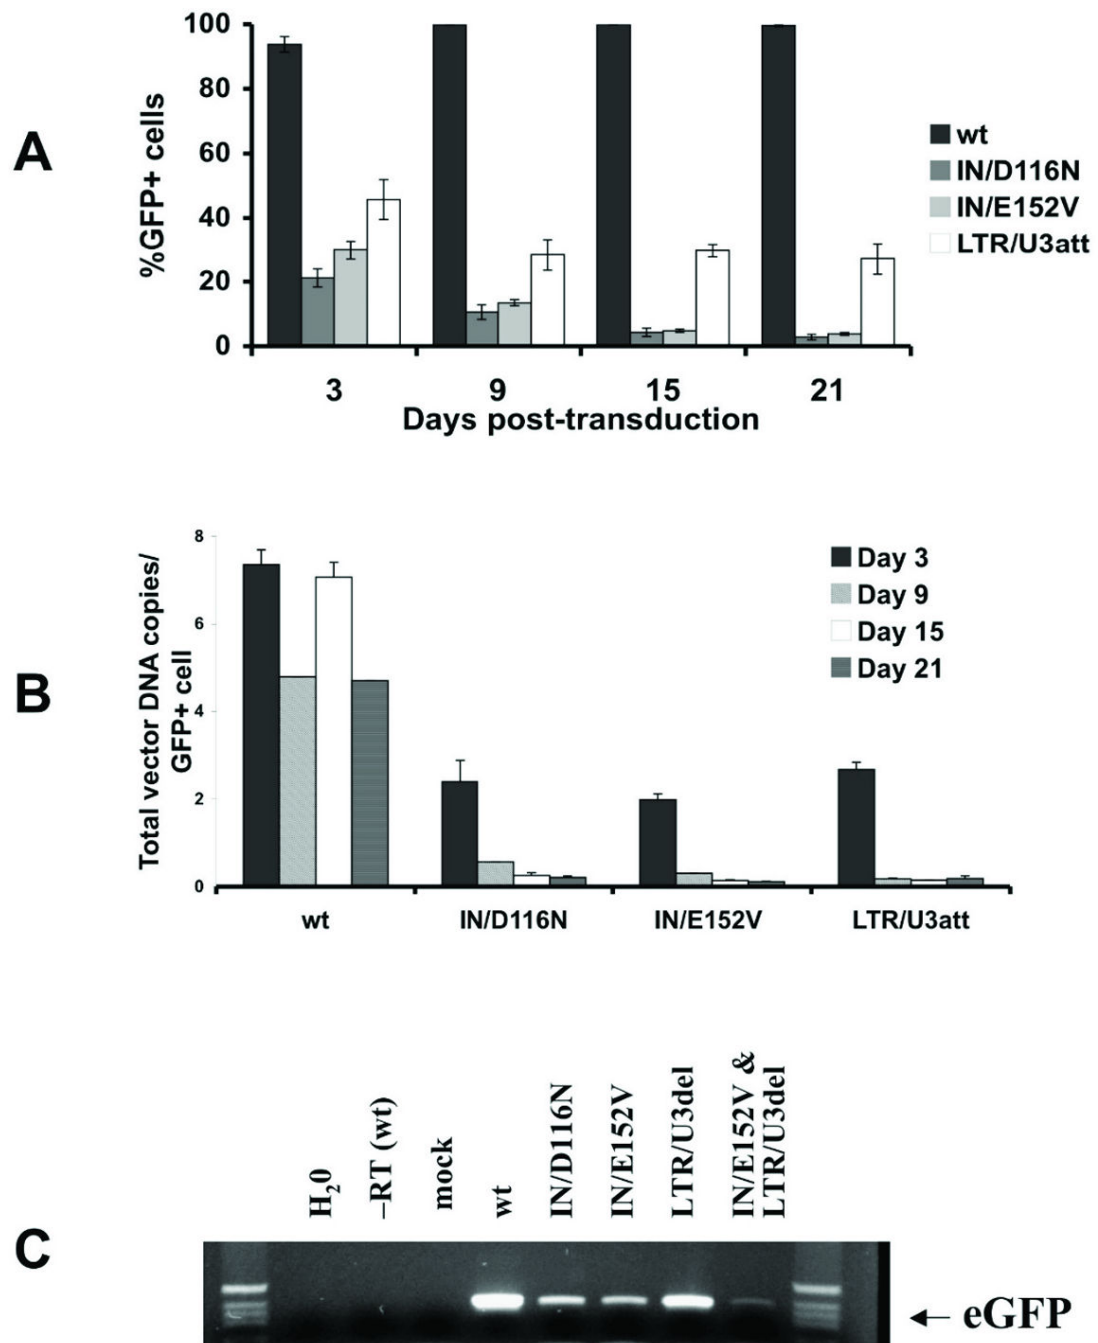 A
%GFP+ cells
100
80
60
40
20
0
3 9 15 21
Days post-transduction
wt
IN/D116N
IN/E152V
LTR/U3att
B
Total vector DNA copies/
GFP+ cell
8
6
4
2
0
wt IN/D116N IN/E152V LTR/U3att
Day 3
Day 9
Day 15
Day 21
C
H₂0
–RT (wt)
mock
wt
IN/D116N
IN/E152V
LTR/U3del
IN/E152V &
LTR/U3del
← eGFP